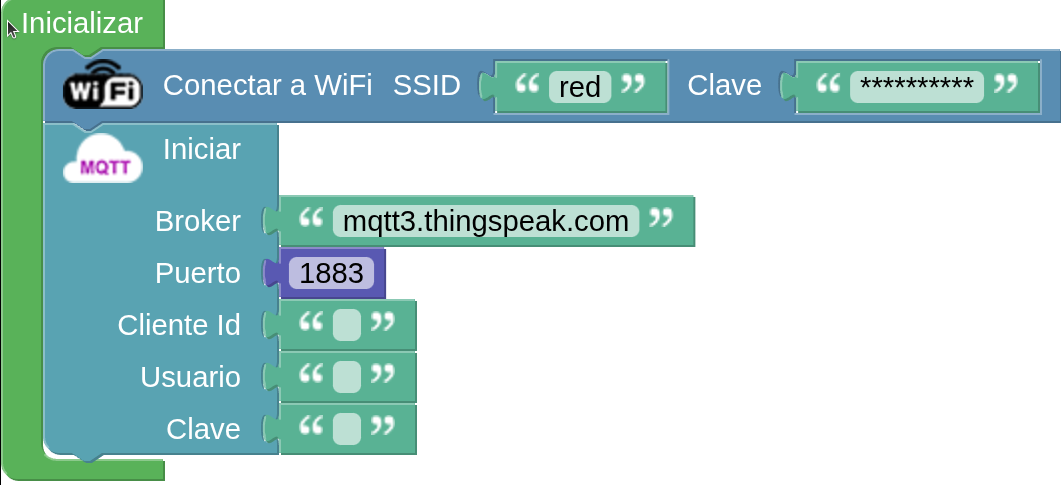 Inicializar
WiFi Conectar a WiFi SSID “ red ” Clave “ ********** ”
MQTT Iniciar
Broker “ mqtt3.thingspeak.com ”
Puerto 1883
Cliente Id “ ”
Usuario “ ”
Clave “ ”